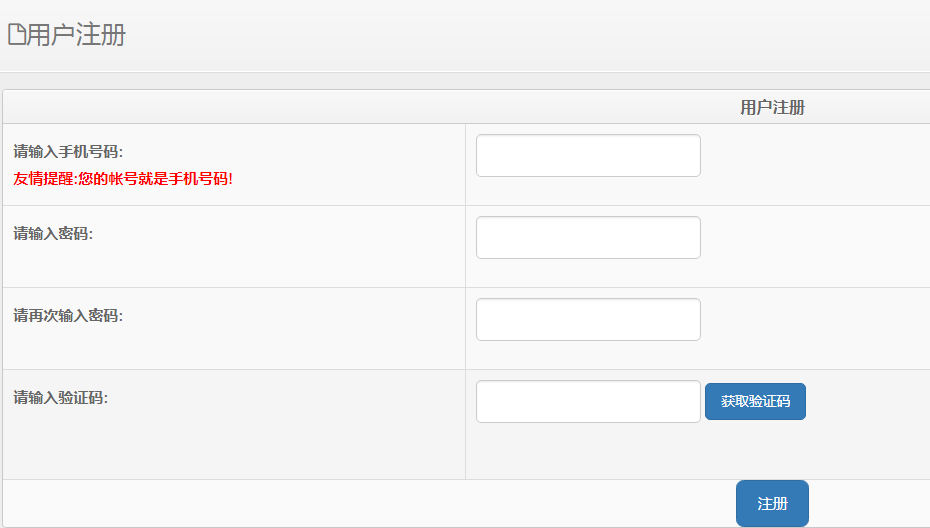 用户注册
用户注册
请输入手机号码:
友情提醒:您的帐号就是手机号码!
请输入密码:
请再次输入密码:
请输入验证码:
获取验证码
注册